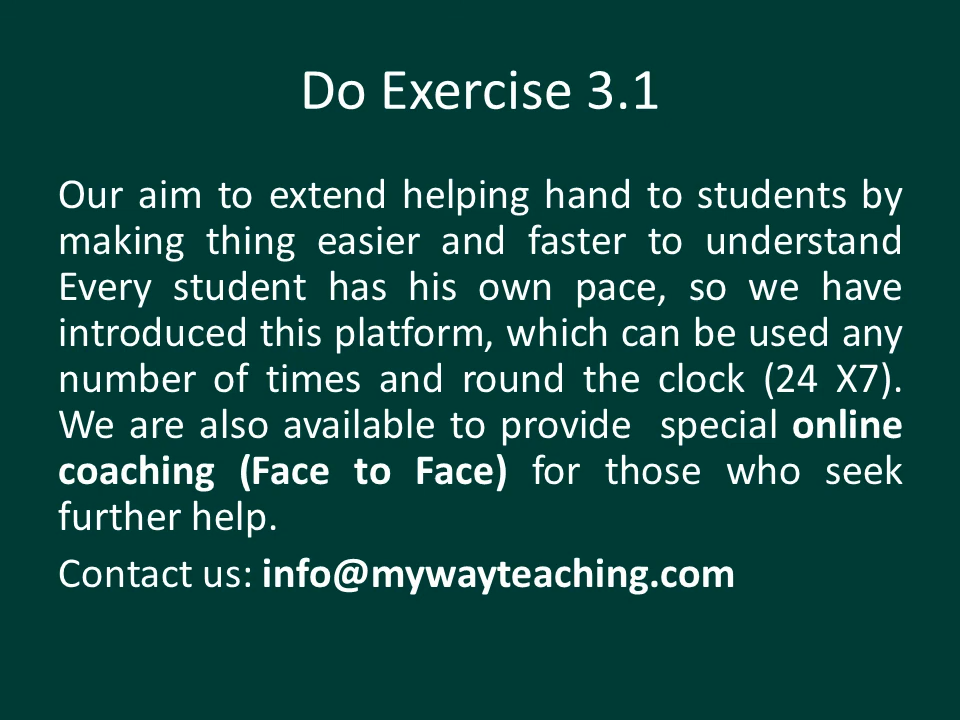 Do Exercise 3.1
Our aim to extend helping hand to students by
making thing easier and faster to understand
Every student has his own pace, so we have
introduced this platform, which can be used any
number of times and round the clock (24 X7).
We are also available to provide  special online
coaching (Face to Face) for those who seek
further help.
Contact us: info@mywayteaching.com